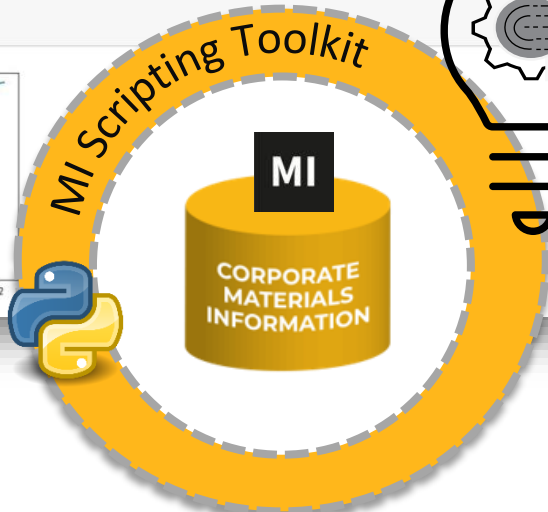 MI Scripting Toolkit
MI
CORPORATE
MATERIALS
INFORMATION